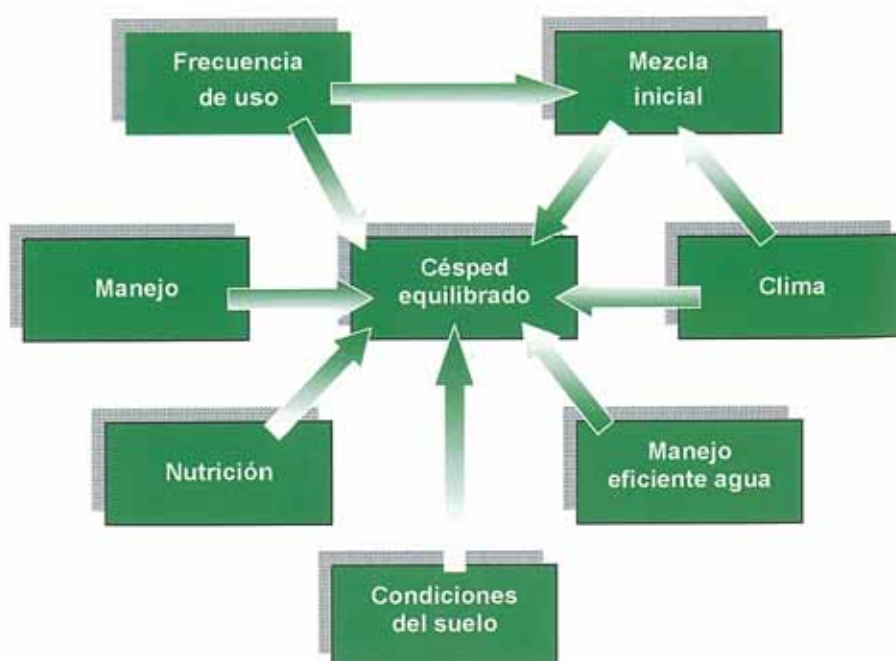 Frecuencia
de uso
Mezcla
inicial
Manejo
Césped
equilibrado
Clima
Nutrición
Manejo
eficiente agua
Condiciones
del suelo